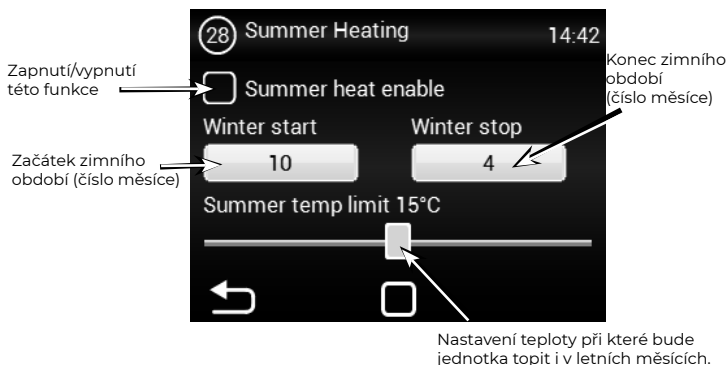 28 Summer Heating 14:42
Zapnutí/vypnutí
této funkce
Summer heat enable
Konec zimního
období
(číslo měsíce)
Winter start
Winter stop
Začátek zimního
období (číslo měsíce)
10
4
Summer temp limit 15°C
Nastavení teploty při které bude
jednotka topit i v letních měsících.